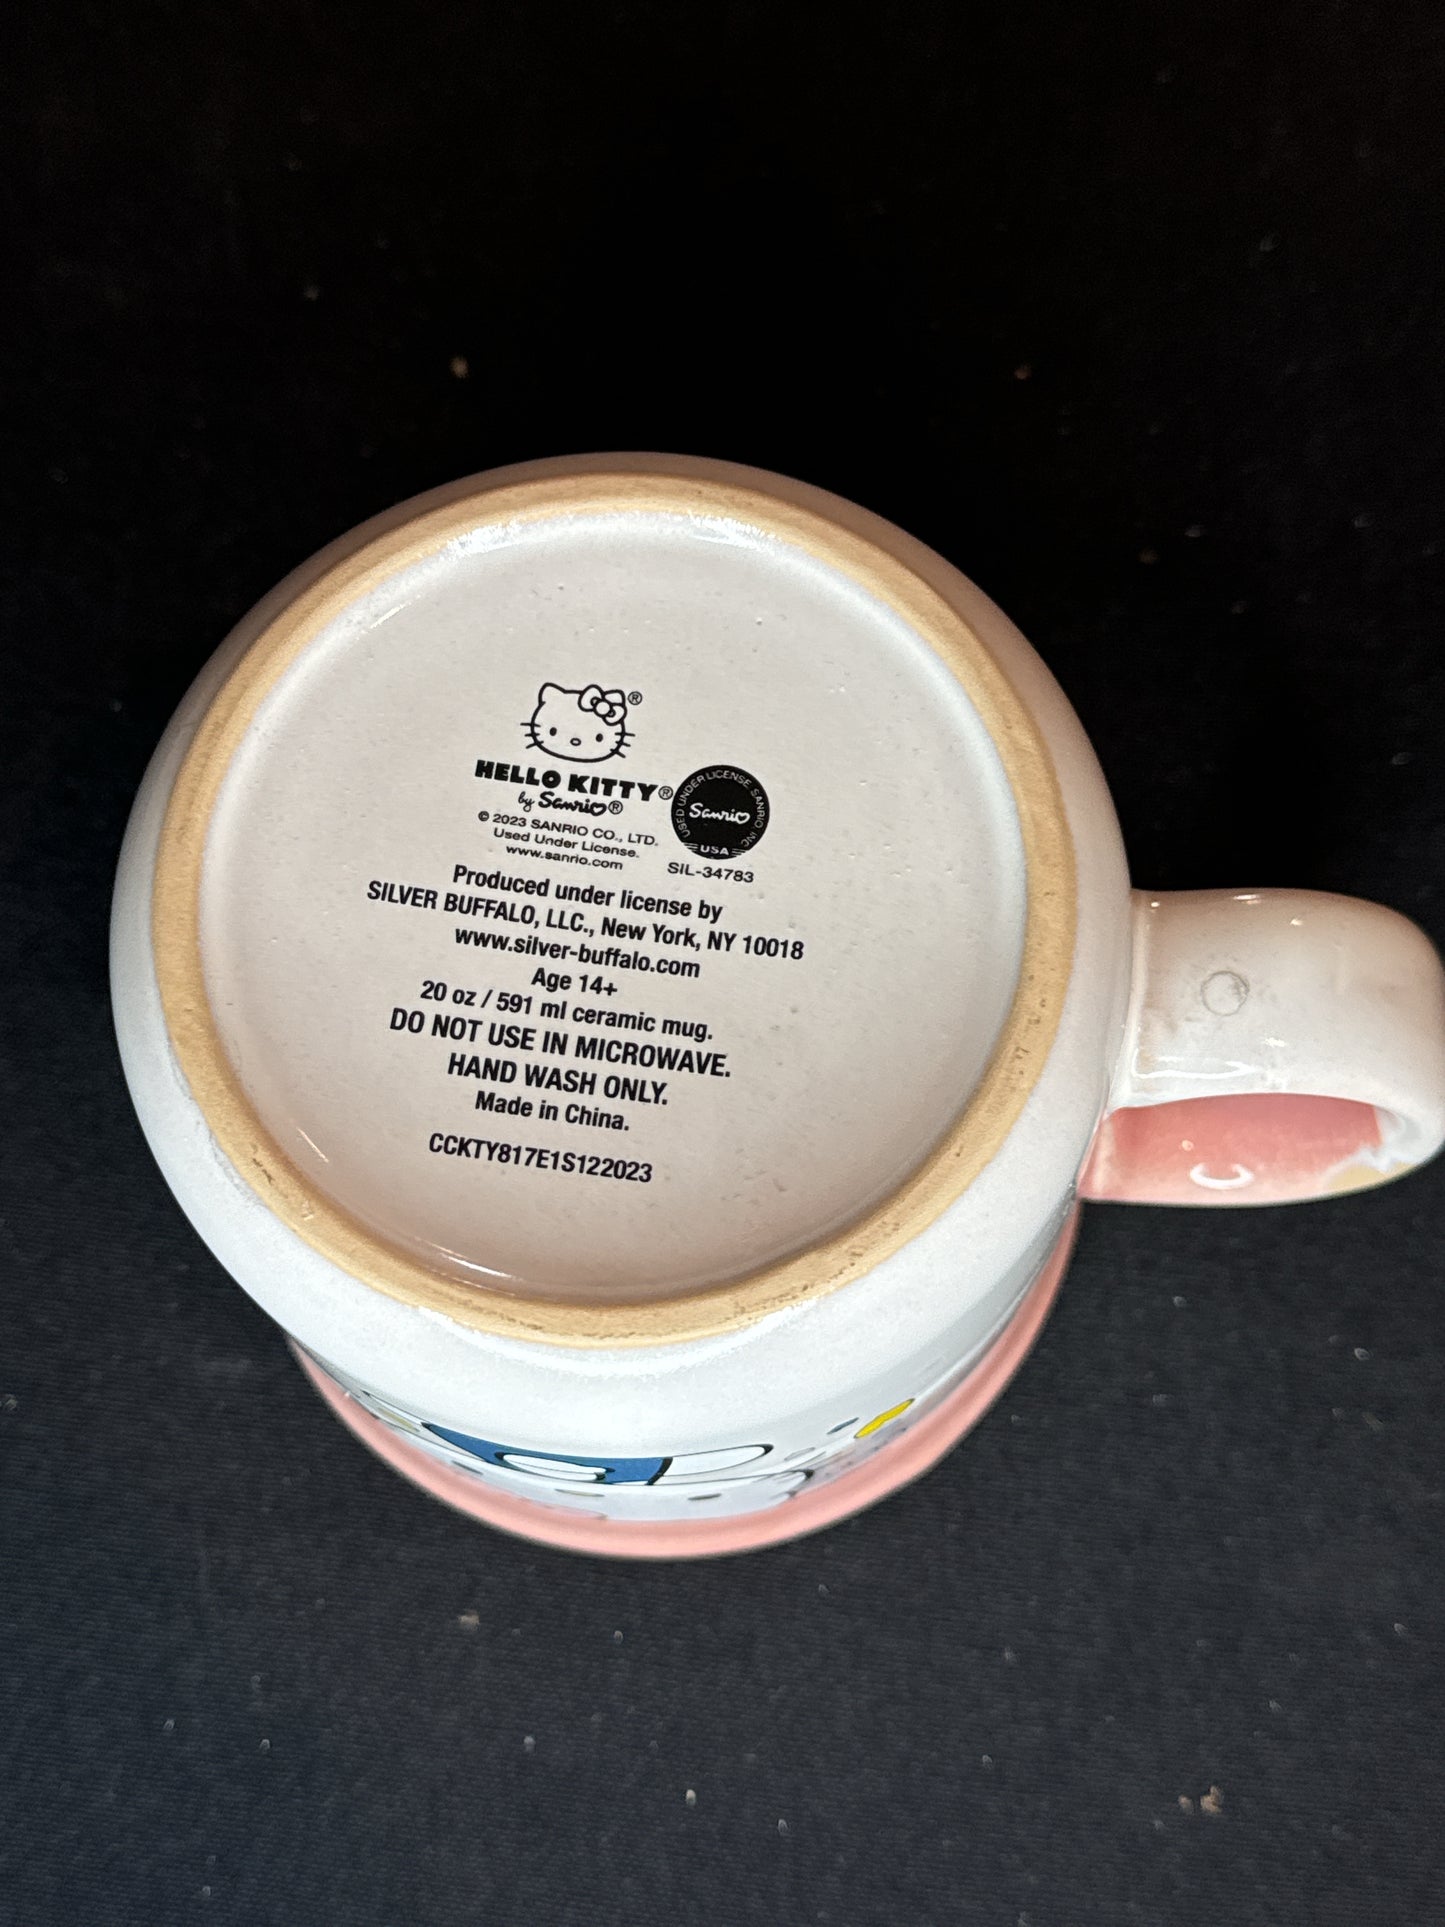 ®
HELLO KITTY®
by Sanrio®
© 2023 SANRIO CO., LTD.
Used Under License.
www.sanrio.com
USED UNDER LICENSE SANRIO INC.
Sanrio
USA
SIL-34783
Produced under license by
SILVER BUFFALO, LLC., New York, NY 10018
www.silver-buffalo.com
Age 14+
20 oz / 591 ml ceramic mug.
DO NOT USE IN MICROWAVE.
HAND WASH ONLY.
Made in China.
CCKTY817E1S122023